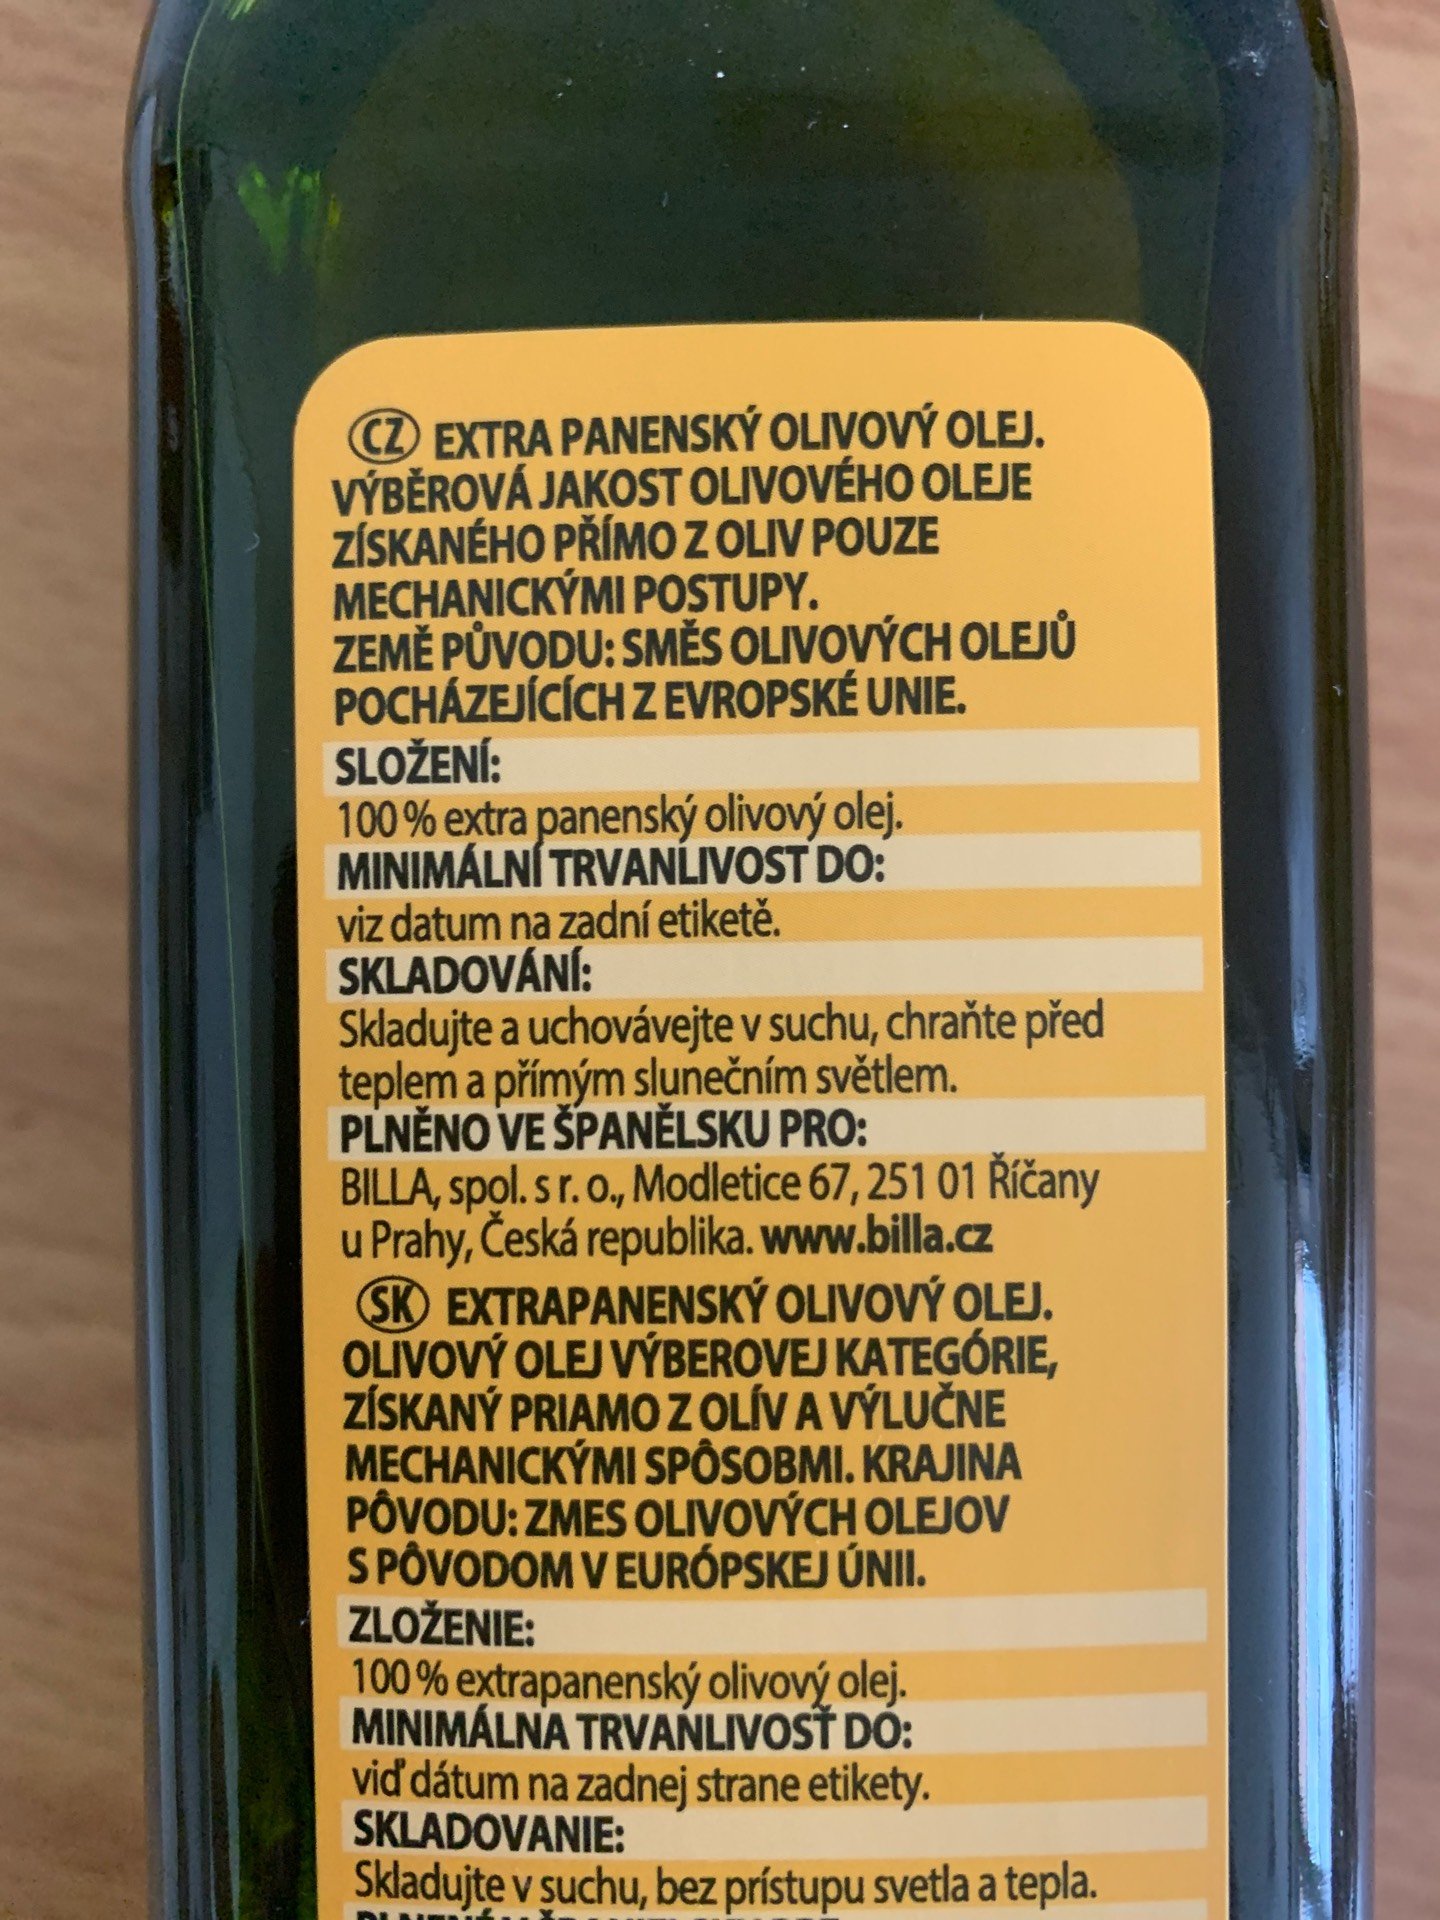 CZ EXTRA PANENSKÝ OLIVOVÝ OLEJ.
VÝBĚROVÁ JAKOST OLIVOVÉHO OLEJE
ZÍSKANÉHO PŘÍMO Z OLIV POUZE
MECHANICKÝMI POSTUPY.
ZEMĚ PŮVODU: SMĚS OLIVOVÝCH OLEJŮ
POCHÁZEJÍCÍCH Z EVROPSKÉ UNIE.
SLOŽENÍ:
100 % extra panenský olivový olej.
MINIMÁLNÍ TRVANLIVOST DO:
viz datum na zadní etiketě.
SKLADOVÁNÍ:
Skladujte a uchovávejte v suchu, chraňte před
teplem a přímým slunečním světlem.
PLNĚNO VE ŠPANĚLSKU PRO:
BILLA, spol. s r. o., Modletice 67, 251 01 Říčany
u Prahy, Česká republika. www.billa.cz
SK EXTRAPANENSKÝ OLIVOVÝ OLEJ.
OLIVOVÝ OLEJ VÝBEROVEJ KATEGÓRIE,
ZÍSKANÝ PRIAMO Z OLÍV A VÝLUČNE
MECHANICKÝMI SPÔSOBMI. KRAJINA
PÔVODU: ZMES OLIVOVÝCH OLEJOV
S PÔVODOM V EURÓPSKEJ ÚNII.
ZLOŽENIE:
100 % extrapanenský olivový olej.
MINIMÁLNA TRVANLIVOSŤ DO:
viď dátum na zadnej strane etikety.
SKLADOVANIE:
Skladujte v suchu, bez prístupu svetla a tepla.